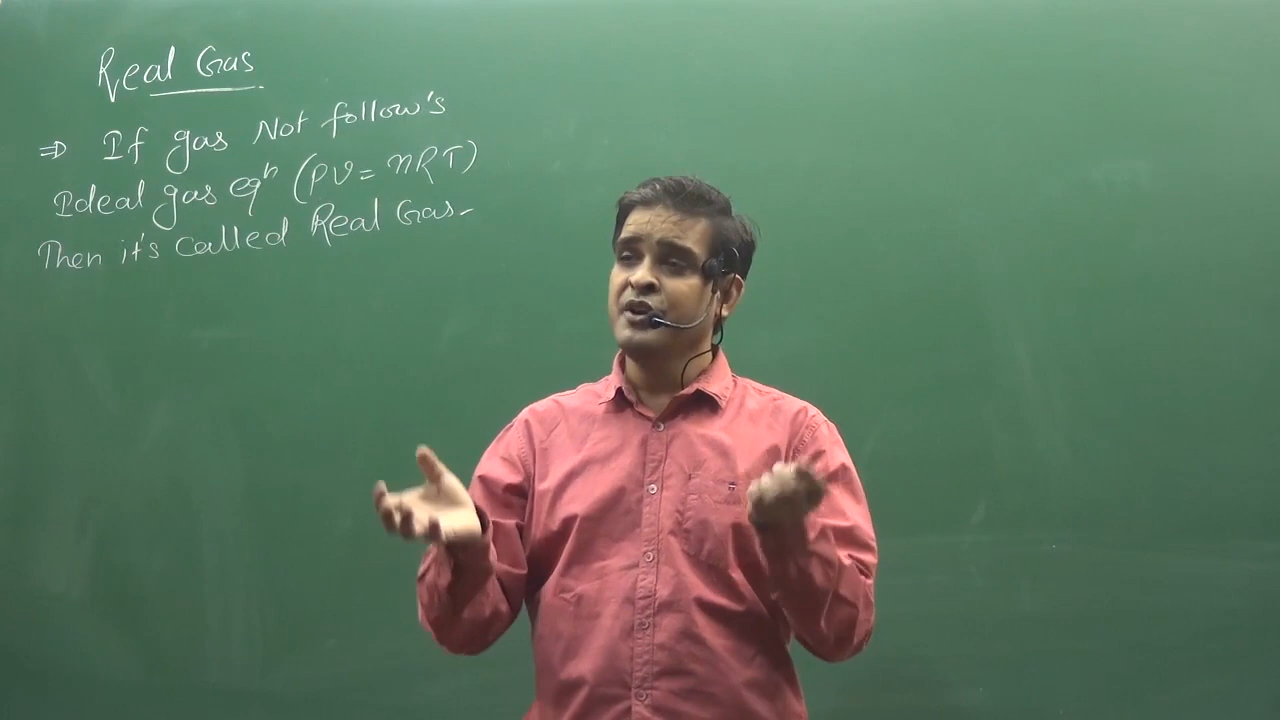 Real Gas
⇒ If gas Not follow's
Ideal gas eqⁿ (PV = nRT)
Then it's called Real Gas-